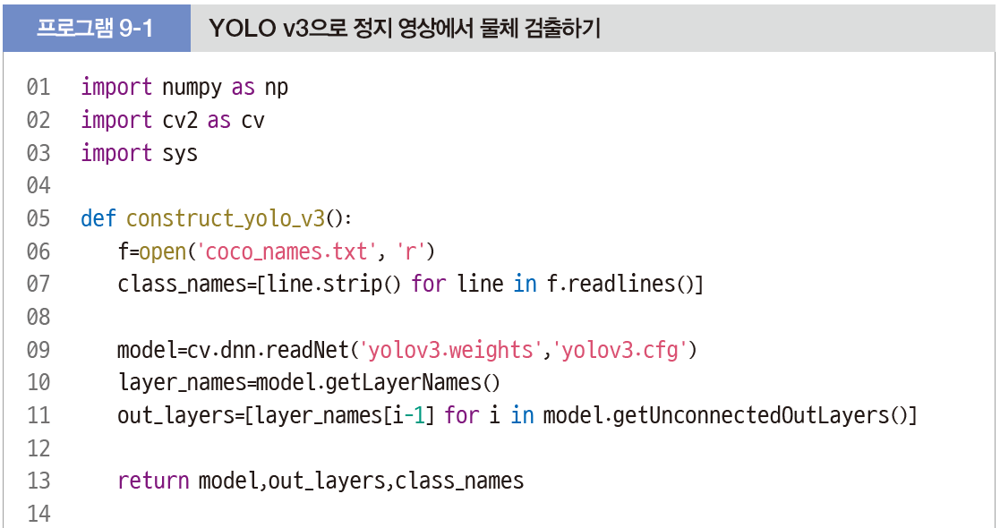 프로그램 9-1 YOLO v3으로 정지 영상에서 물체 검출하기
01 import numpy as np
02 import cv2 as cv
03 import sys
04
05 def construct_yolo_v3():
06 f=open('coco_names.txt', 'r')
07 class_names=[line.strip() for line in f.readlines()]
08
09 model=cv.dnn.readNet('yolov3.weights','yolov3.cfg')
10 layer_names=model.getLayerNames()
11 out_layers=[layer_names[i-1] for i in model.getUnconnectedOutLayers()]
12
13 return model,out_layers,class_names
14